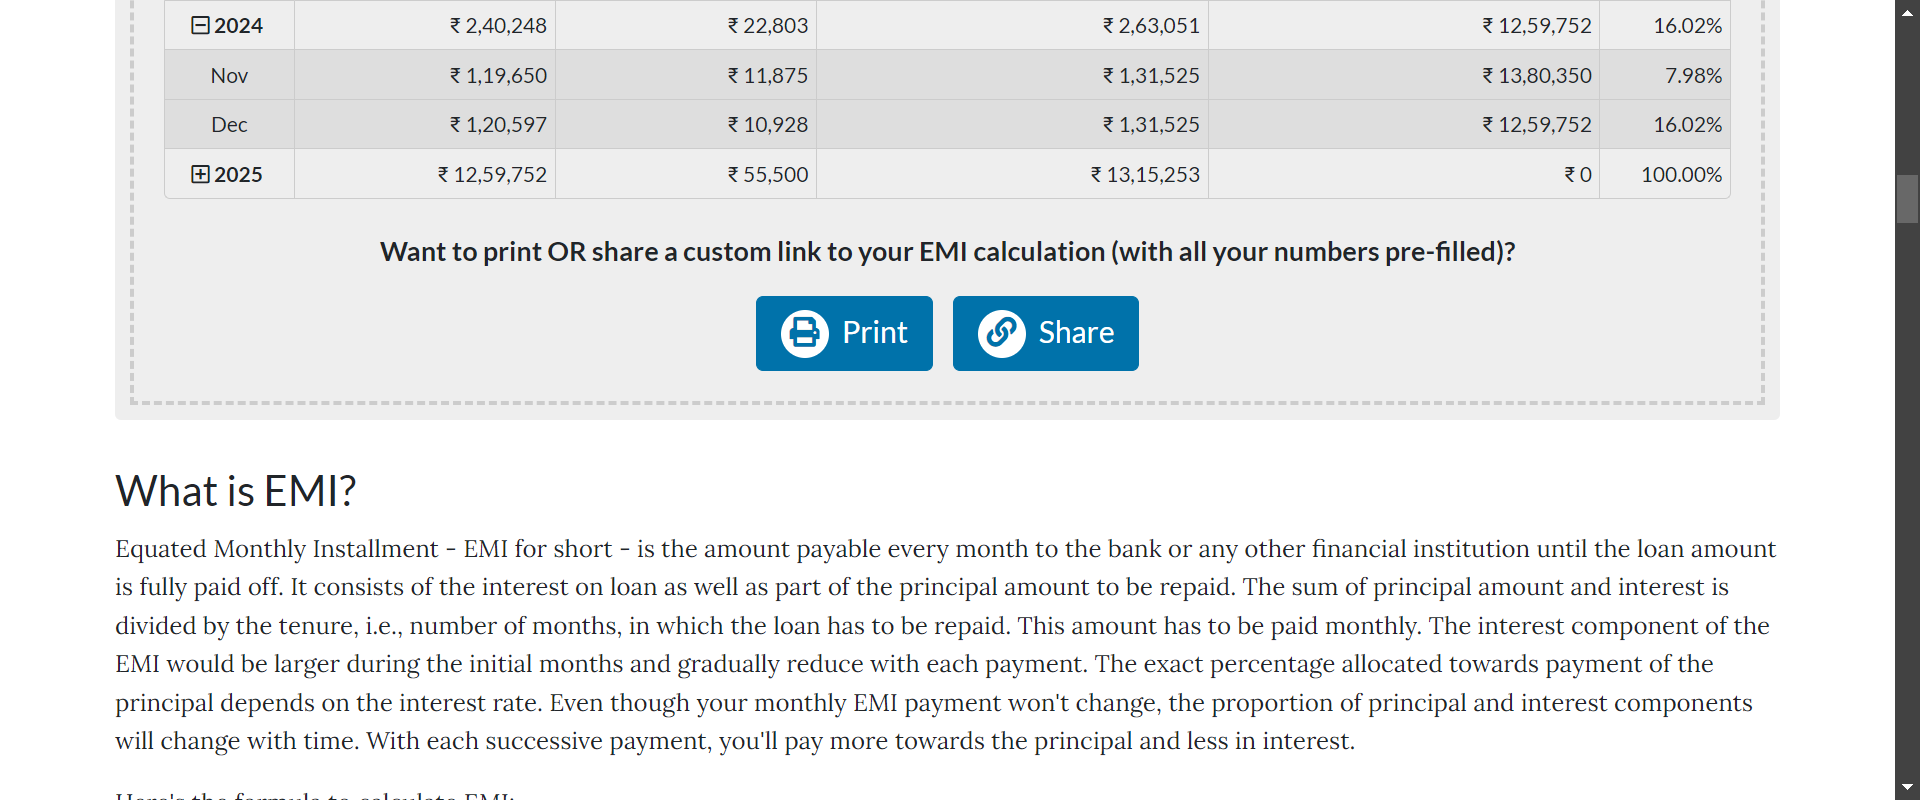 2024 ₹ 2,40,248 ₹ 22,803 ₹ 2,63,051 ₹ 12,59,752 16.02%
Nov ₹ 1,19,650 ₹ 11,875 ₹ 1,31,525 ₹ 13,80,350 7.98%
Dec ₹ 1,20,597 ₹ 10,928 ₹ 1,31,525 ₹ 12,59,752 16.02%
2025 ₹ 12,59,752 ₹ 55,500 ₹ 13,15,253 ₹ 0 100.00%
Want to print OR share a custom link to your EMI calculation (with all your numbers pre-filled)?
Print Share
What is EMI?
Equated Monthly Installment - EMI for short - is the amount payable every month to the bank or any other financial institution until the loan amount
is fully paid off. It consists of the interest on loan as well as part of the principal amount to be repaid. The sum of principal amount and interest is
divided by the tenure, i.e., number of months, in which the loan has to be repaid. This amount has to be paid monthly. The interest component of the
EMI would be larger during the initial months and gradually reduce with each payment. The exact percentage allocated towards payment of the
principal depends on the interest rate. Even though your monthly EMI payment won't change, the proportion of principal and interest components
will change with time. With each successive payment, you'll pay more towards the principal and less in interest.
Here's the formula to calculate EMI: